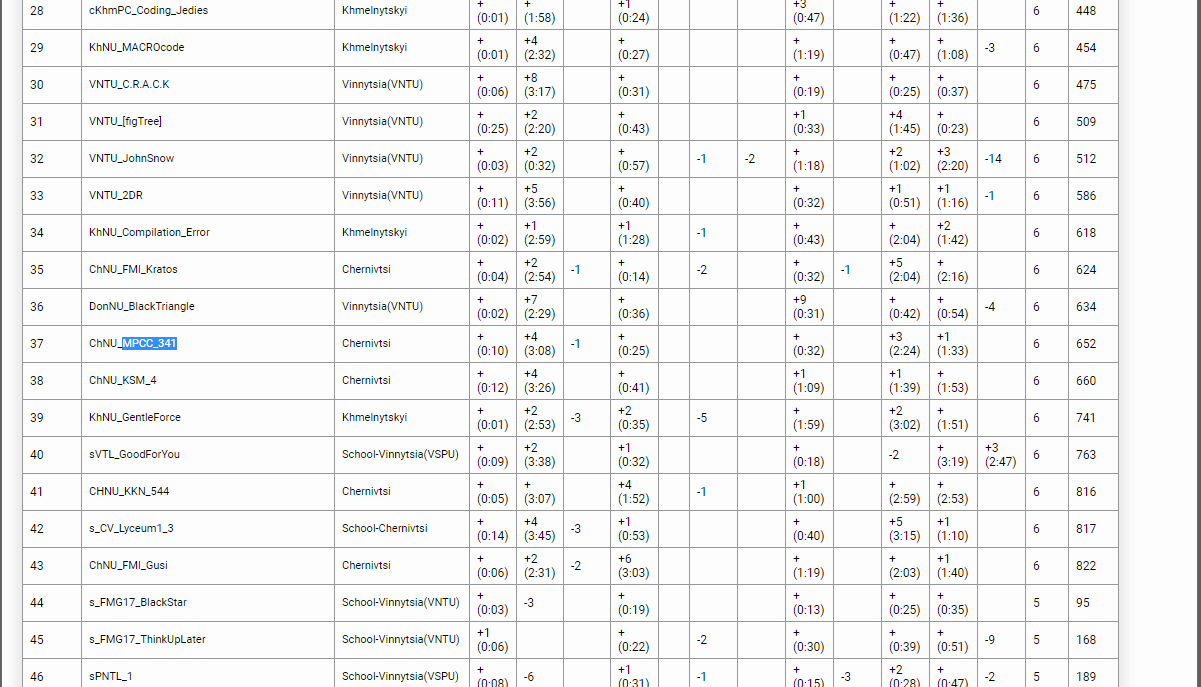 28 cKhmPC_Coding_Jedies Khmelnytskyi + (0:01) + (1:58) +1 (0:24) +3 (0:47) + (1:22) + (1:36) 6 448
29 KhNU_MACROcode Khmelnytskyi + (0:01) +4 (2:32) + (0:27) + (1:19) + (0:47) + (1:08) -3 6 454
30 VNTU_C.R.A.C.K Vinnytsia(VNTU) + (0:06) +8 (3:17) + (0:31) + (0:19) + (0:25) + (0:37) 6 475
31 VNTU_[figTree] Vinnytsia(VNTU) + (0:25) +2 (2:20) + (0:43) +1 (0:33) +4 (1:45) + (0:23) 6 509
32 VNTU_JohnSnow Vinnytsia(VNTU) + (0:03) +2 (0:32) + (0:57) -1 -2 + (1:18) +2 (1:02) +3 (2:20) -14 6 512
33 VNTU_2DR Vinnytsia(VNTU) + (0:11) +5 (3:56) + (0:40) + (0:32) +1 (0:51) +1 (1:16) -1 6 586
34 KhNU_Compilation_Error Khmelnytskyi + (0:02) +1 (2:59) +1 (1:28) -1 + (0:43) + (2:04) +2 (1:42) 6 618
35 ChNU_FMI_Kratos Chernivtsi + (0:04) +2 (2:54) -1 + (0:14) -2 + (0:32) -1 +5 (2:04) + (2:16) 6 624
36 DonNU_BlackTriangle Vinnytsia(VNTU) + (0:02) +7 (2:29) + (0:36) +9 (0:31) + (0:42) + (0:54) -4 6 634
37 ChNU_MPCC_341 Chernivtsi + (0:10) +4 (3:08) -1 + (0:25) + (0:32) +3 (2:24) +1 (1:33) 6 652
38 ChNU_KSM_4 Chernivtsi + (0:12) +4 (3:26) + (0:41) +1 (1:09) +1 (1:39) + (1:53) 6 660
39 KhNU_GentleForce Khmelnytskyi + (0:01) +2 (2:53) -3 +2 (0:35) -5 + (1:59) +2 (3:02) + (1:51) 6 741
40 sVTL_GoodForYou School-Vinnytsia(VSPU) + (0:09) +2 (3:38) +1 (0:32) + (0:18) -2 + (3:19) +3 (2:47) 6 763
41 CHNU_KKN_544 Chernivtsi + (0:05) + (3:07) +4 (1:52) -1 +1 (1:00) + (2:59) + (2:53) 6 816
42 s_CV_Lyceum1_3 School-Chernivtsi + (0:14) +4 (3:45) -3 +1 (0:53) + (0:40) +5 (3:15) +1 (1:10) 6 817
43 ChNU_FMI_Gusi Chernivtsi + (0:06) +2 (2:31) -2 +6 (3:03) + (1:19) + (2:03) +1 (1:40) 6 822
44 s_FMG17_BlackStar School-Vinnytsia(VNTU) + (0:03) -3 + (0:19) + (0:13) + (0:25) + (0:35) 5 95
45 s_FMG17_ThinkUpLater School-Vinnytsia(VNTU) +1 (0:06) + (0:22) -2 + (0:30) + (0:39) + (0:51) -9 5 168
46 sPNTL_1 School-Vinnytsia(VSPU) + (0:08) -6 +1 (0:31) -1 + (0:15) -3 +2 (0:28) + (0:47) -2 5 189